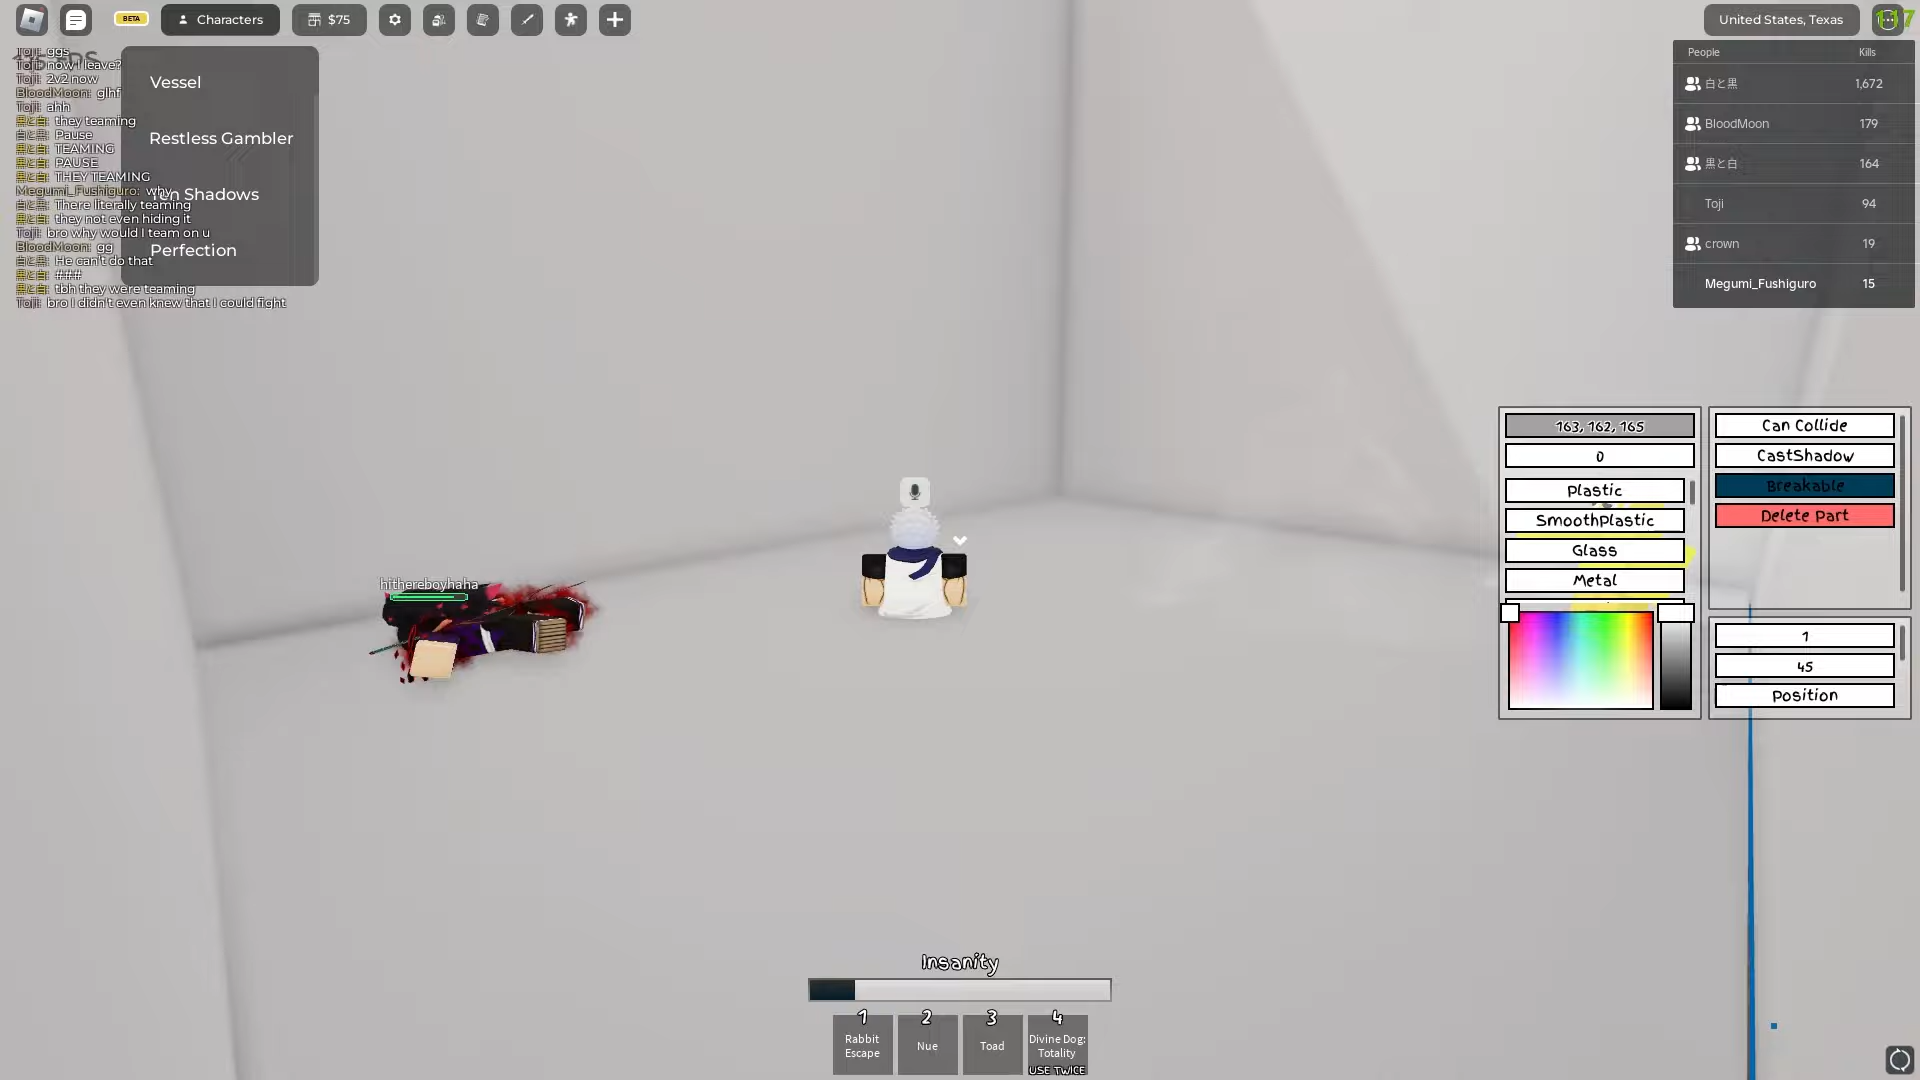 BETA
Characters
$75
United States, Texas
117
Toji: ggs
Toji: now I leave?
Toji: 2v2 now
BloodMoon: glhf
Toji: ahh
黒と白: they teaming
白と黒: Pause
黒と白: TEAMING
黒と白: PAUSE
黒と白: THEY TEAMING
Megumi_Fushiguro: why
白と黒: There literally teaming
黒と白: they not even hiding it
Toji: bro why would I team on u
BloodMoon: gg
白と黒: He can't do that
黒と白: ###
黒と白: tbh they were teaming
Toji: bro I didn't even knew that I could fight
Vessel
Restless Gambler
Ten Shadows
Perfection
People Kills
白と黒 1,672
BloodMoon 179
黒と白 164
Toji 94
crown 19
Megumi_Fushiguro 15
163, 162, 165
0
Plastic
SmoothPlastic
Glass
Metal
Can Collide
CastShadow
Breakable
Delete Part
1
45
Position
hithereboyhaha
Insanity
1
Rabbit
Escape
2
Nue
3
Toad
4
Divine Dog:
Totality
USE TWICE